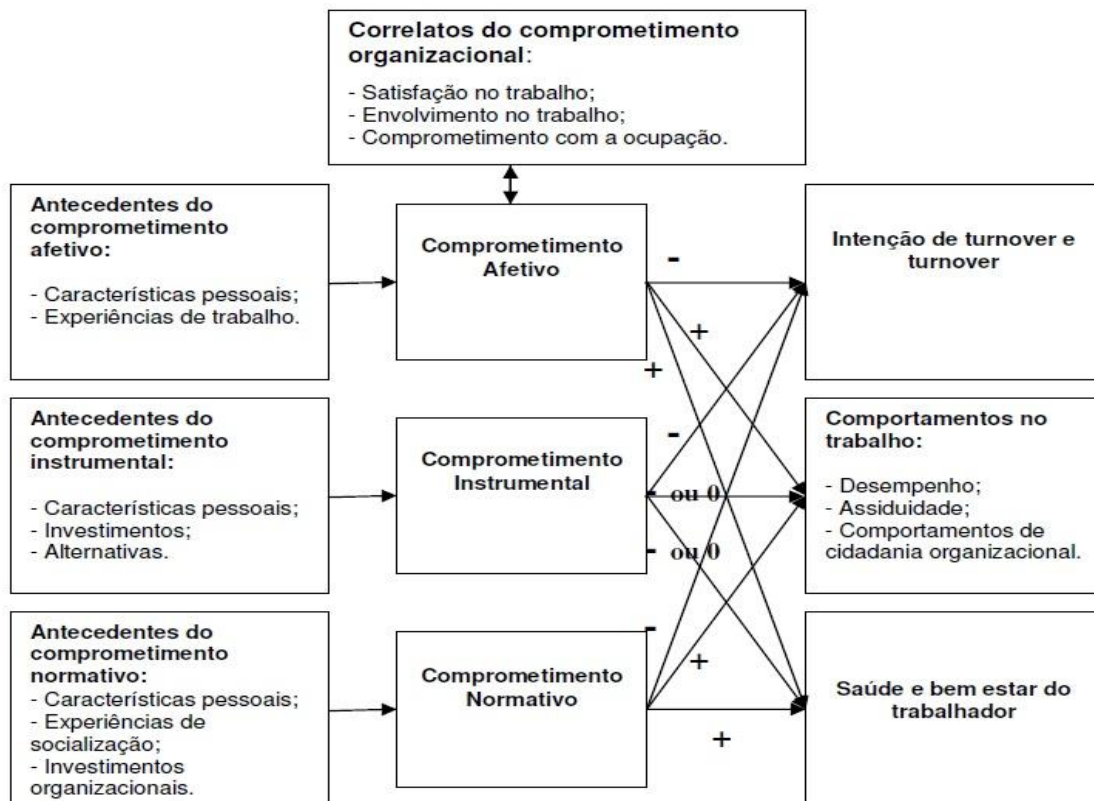 Correlatos do comprometimento
organizacional:
- Satisfação no trabalho;
- Envolvimento no trabalho;
- Comprometimento com a ocupação.
Antecedentes do
comprometimento
afetivo:
- Características pessoais;
- Experiências de trabalho.
Comprometimento
Afetivo
-
+
+
Intenção de turnover e
turnover
Antecedentes do
comprometimento
instrumental:
- Características pessoais;
- Investimentos;
- Alternativas.
Comprometimento
Instrumental
-
- ou 0
- ou 0
Comportamentos no
trabalho:
- Desempenho;
- Assiduidade;
- Comportamentos de
cidadania organizacional.
Antecedentes do
comprometimento
normativo:
- Características pessoais;
- Experiências de
socialização;
- Investimentos
organizacionais.
Comprometimento
Normativo
-
+
+
Saúde e bem estar do
trabalhador